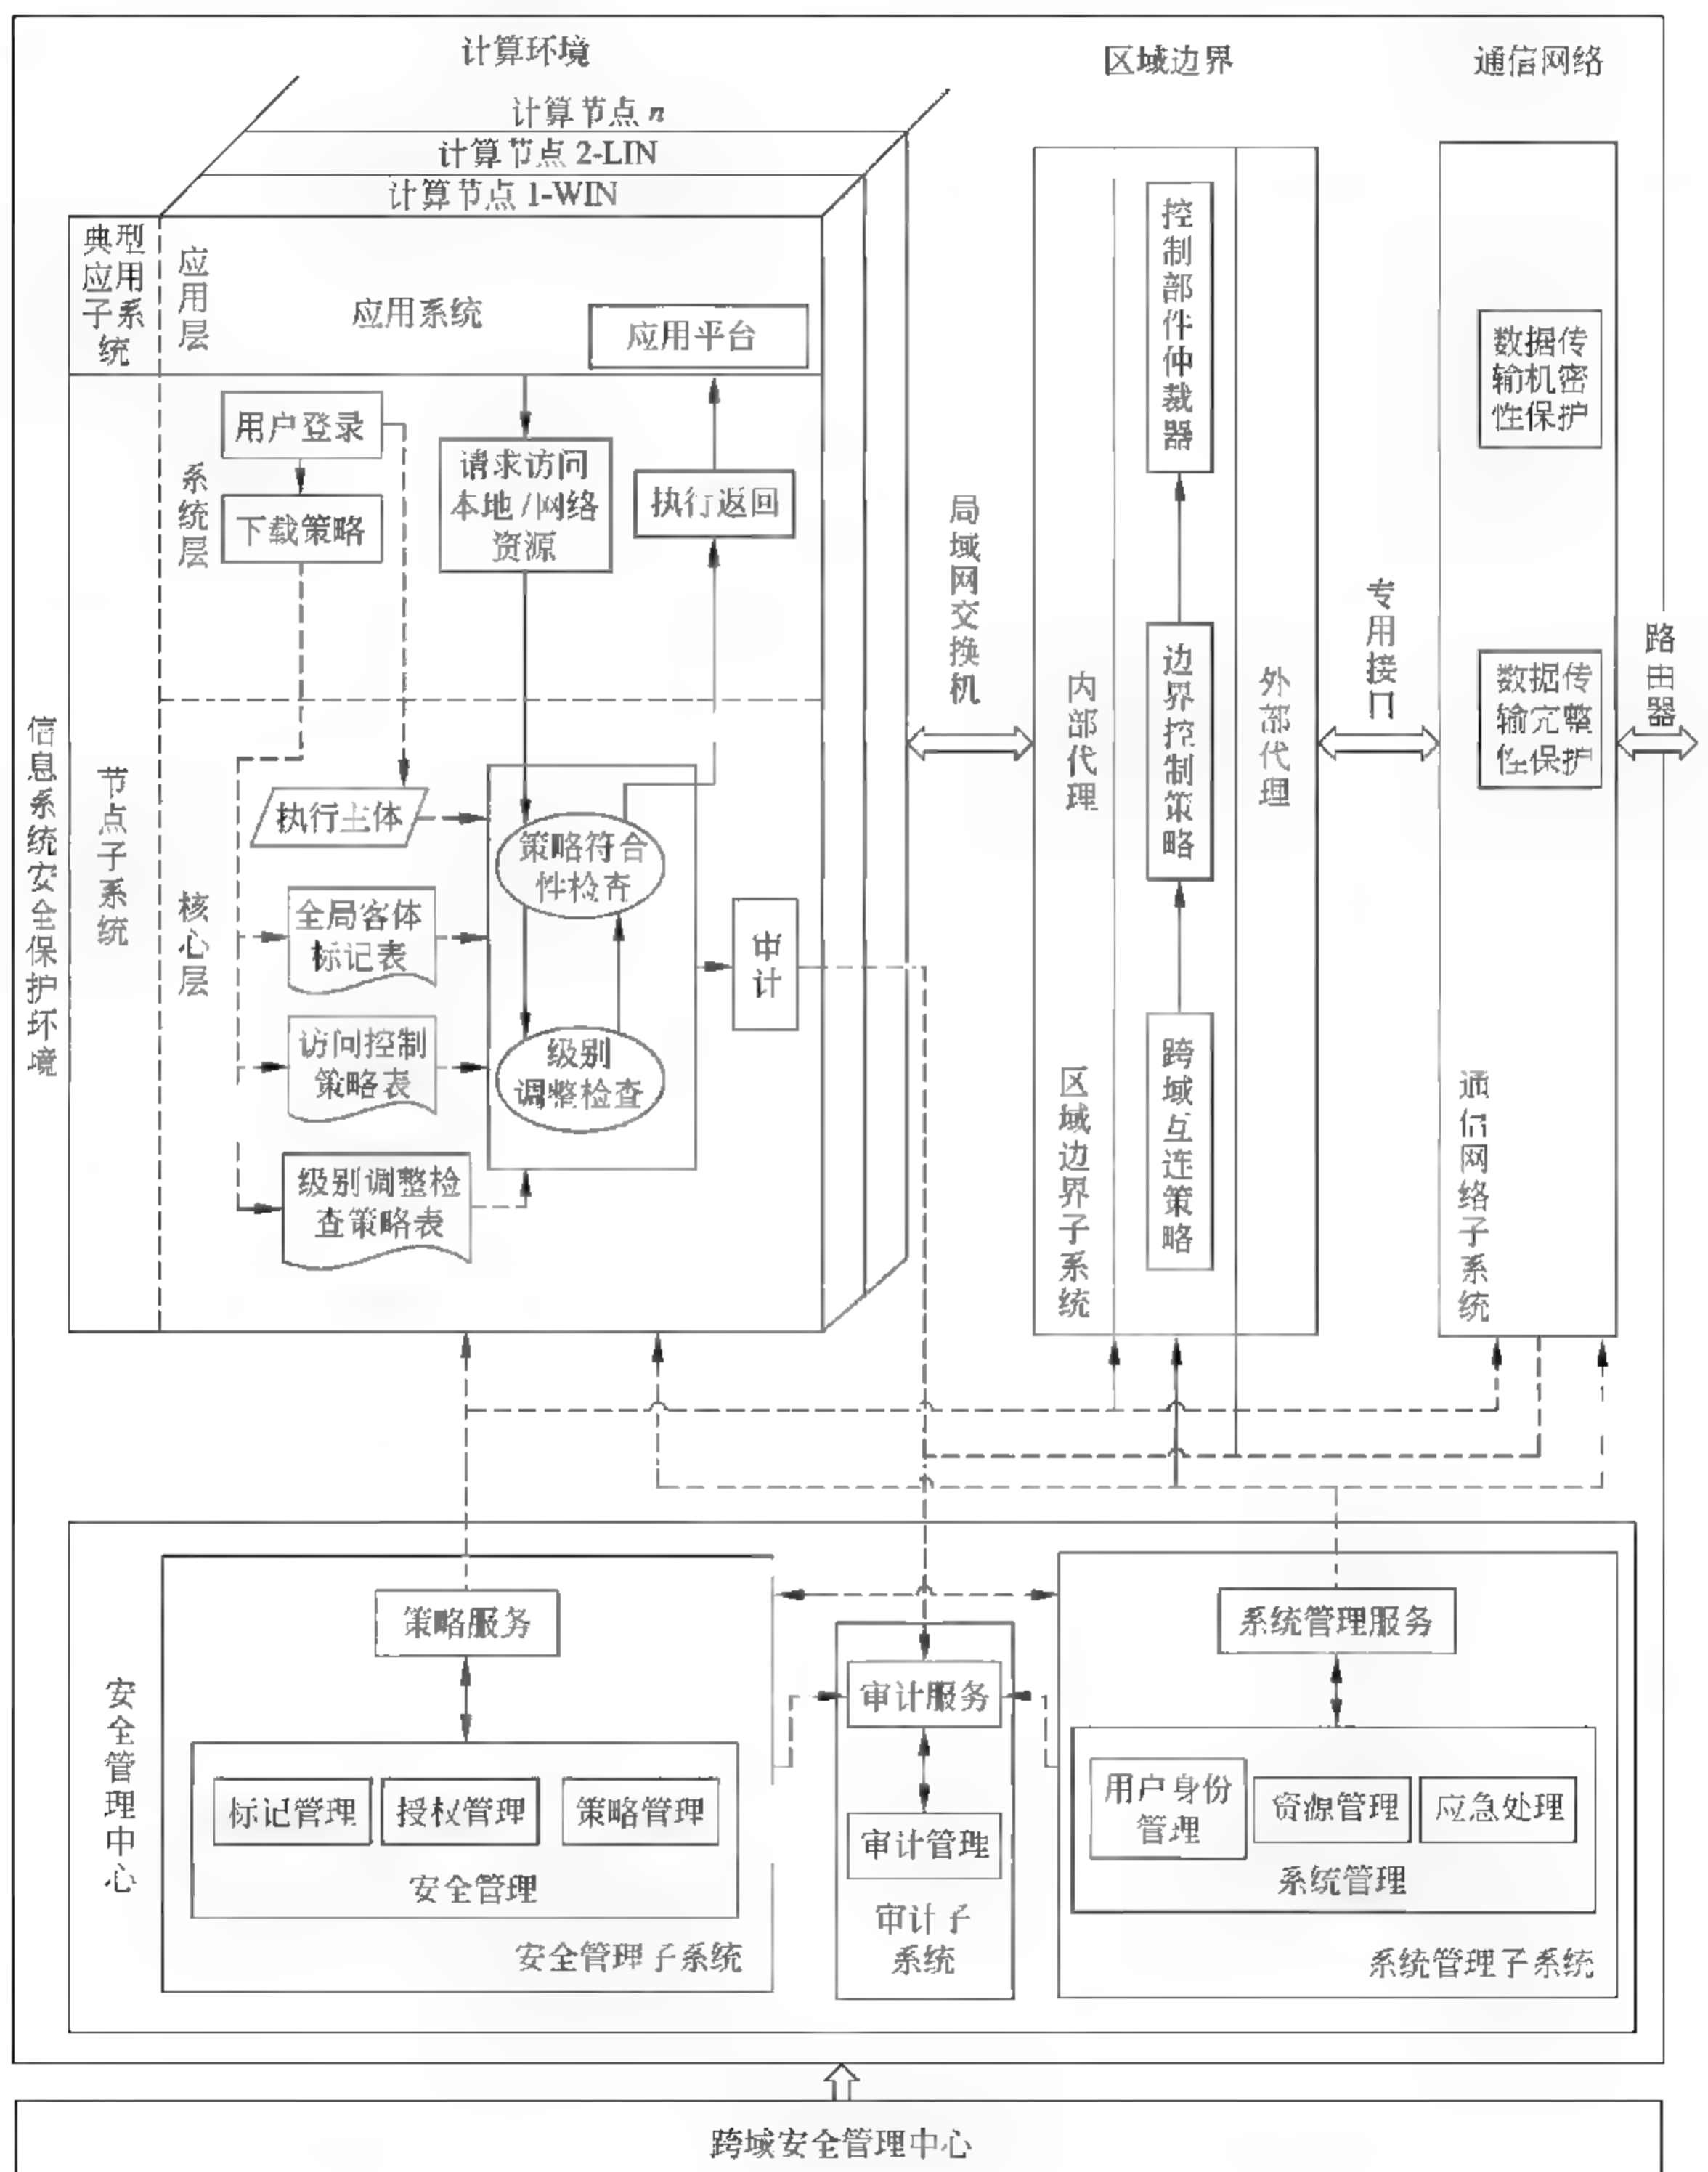 计算环境
区域边界
通信网络
计算节点 n
计算节点 2-LIN
计算节点 1-WIN
典型
应用
子系
统
应用层
应用系统
应用平台
系统层
用户登录
下载策略
请求访问
本地/网络
资源
执行返回
信息系统安全保护环境
节点子系统
核心层
执行主体
全局客体
标记表
访问控制
策略表
级别调整检
查策略表
策略符合
性检查
级别
调整检查
审计
局域网交换机
内部代理
区域边界子系统
控制部件仲裁器
边界控制策略
跨域互连策略
外部代理
专用接口
数据传
输机密
性保护
数据传
输完整
性保护
通信网络子系统
路由器
安全管理中心
策略服务
标记管理
授权管理
策略管理
安全管理
安全管理子系统
审计服务
审计管理
审计子
系统
系统管理服务
用户身份
管理
资源管理
应急处理
系统管理
系统管理子系统
跨域安全管理中心